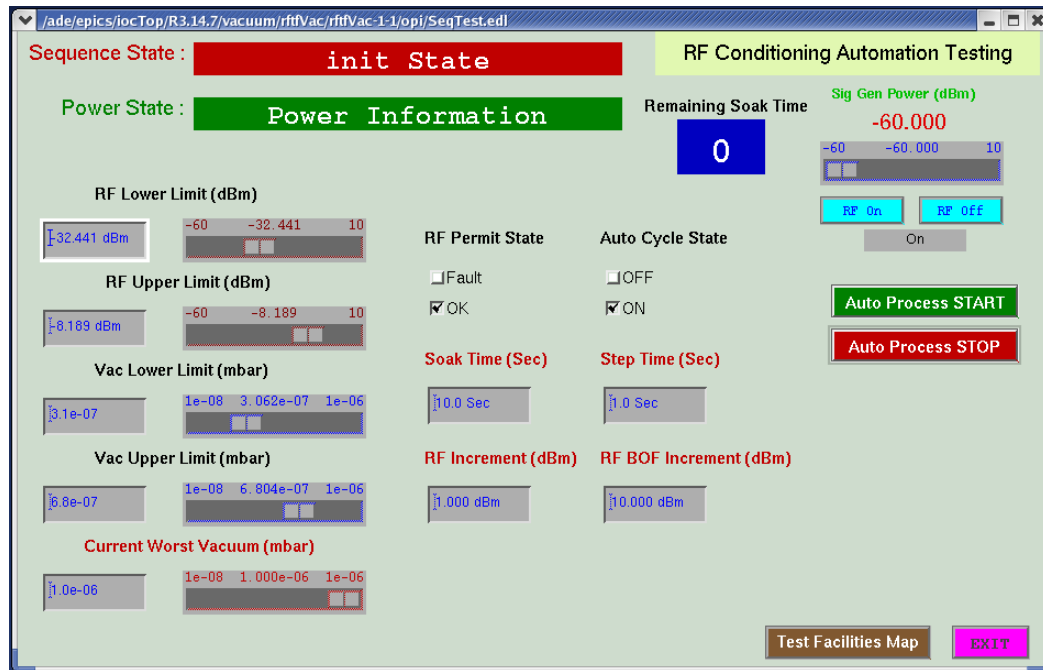 /ade/epics/iocTop/R3.14.7/vacuum/rftfVac/rftfVac-1-1/opi/SeqTest.edl
Sequence State : init State
RF Conditioning Automation Testing
Power State : Power Information
Remaining Soak Time
0
Sig Gen Power (dBm)
-60.000
-60 -60.000 10
RF On RF Off
On
RF Lower Limit (dBm)
-32.441 dBm
-60 -32.441 10
RF Upper Limit (dBm)
-8.189 dBm
-60 -8.189 10
Vac Lower Limit (mbar)
3.1e-07
1e-08 3.062e-07 1e-06
Vac Upper Limit (mbar)
6.8e-07
1e-08 6.804e-07 1e-06
Current Worst Vacuum (mbar)
1.0e-06
1e-08 1.000e-06 1e-06
RF Permit State
Fault
OK
Auto Cycle State
OFF
ON
Soak Time (Sec)
10.0 Sec
Step Time (Sec)
1.0 Sec
RF Increment (dBm)
1.000 dBm
RF BOF Increment (dBm)
10.000 dBm
Auto Process START
Auto Process STOP
Test Facilities Map
EXIT